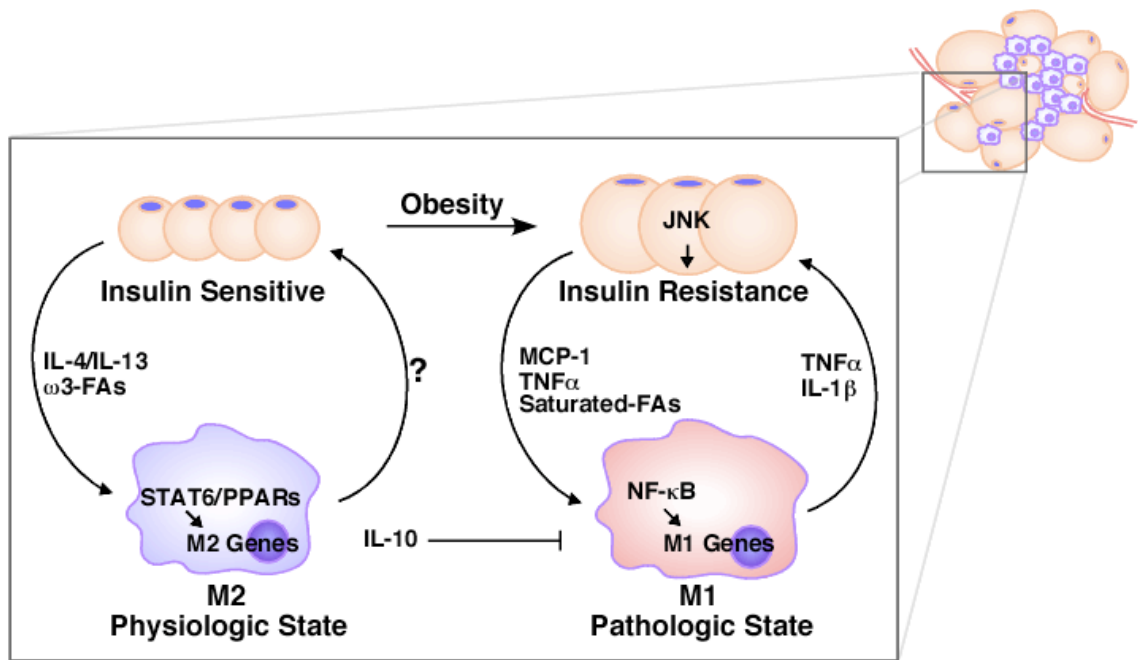 Obesity
JNK
Insulin Sensitive
Insulin Resistance
IL-4/IL-13
ω3-FAs
?
MCP-1
TNFα
Saturated-FAs
TNFα
IL-1β
STAT6/PPARs
M2 Genes
IL-10
NF-κB
M1 Genes
M2
Physiologic State
M1
Pathologic State